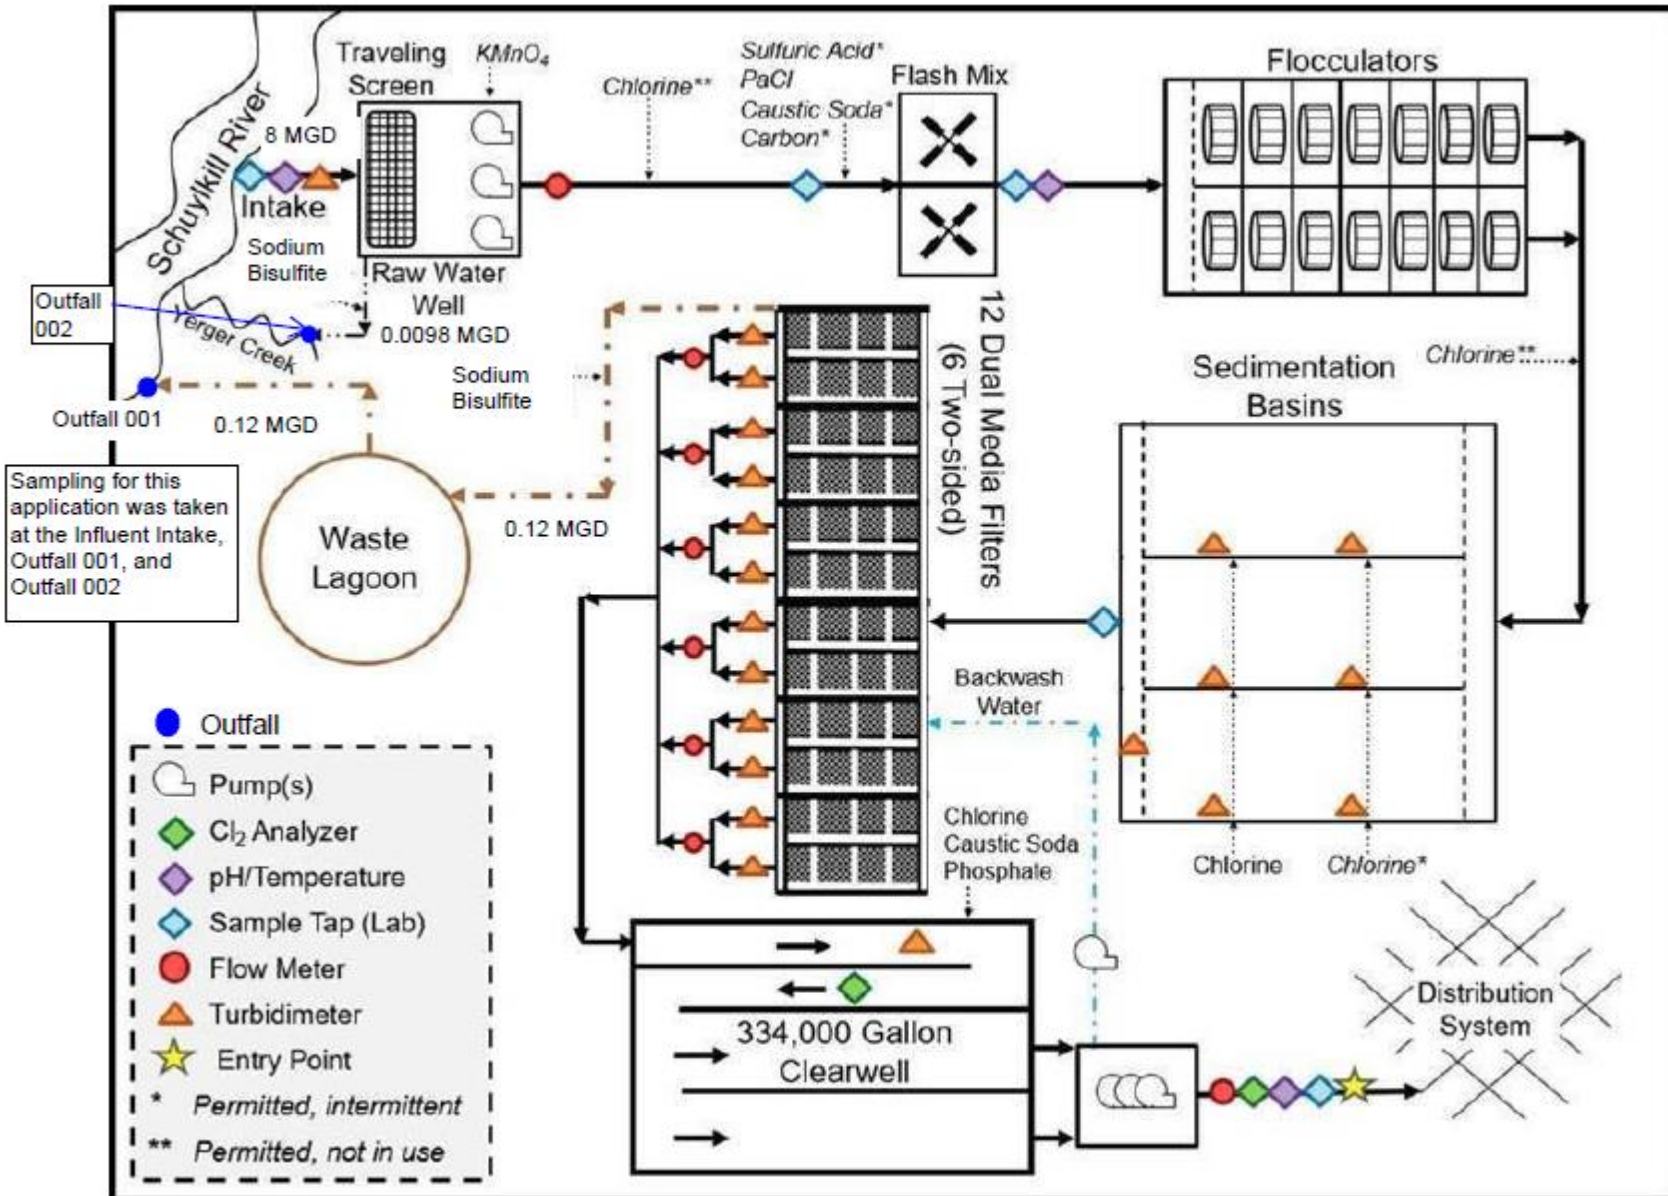 Traveling
Screen
KMnO4
Chlorine**
Sulfuric Acid*
PaCl
Caustic Soda*
Carbon*
Flash Mix
Flocculators
Schuylkill River
8 MGD
Intake
Sodium
Bisulfite
Raw Water
Well
0.0098 MGD
Outfall
002
Yerger Creek
Outfall 001
0.12 MGD
Sodium
Bisulfite
12 Dual Media Filters
(6 Two-sided)
Chlorine**
Sedimentation
Basins
Sampling for this
application was taken
at the Influent Intake,
Outfall 001, and
Outfall 002
Waste
Lagoon
0.12 MGD
Backwash
Water
Chlorine
Caustic Soda
Phosphale
Chlorine
Chlorine*
334,000 Gallon
Clearwell
Distribution
System
Outfall
Pump(s)
Cl2 Analyzer
pH/Temperature
Sample Tap (Lab)
Flow Meter
Turbidimeter
Entry Point
* Permitted, intermittent
** Permitted, not in use